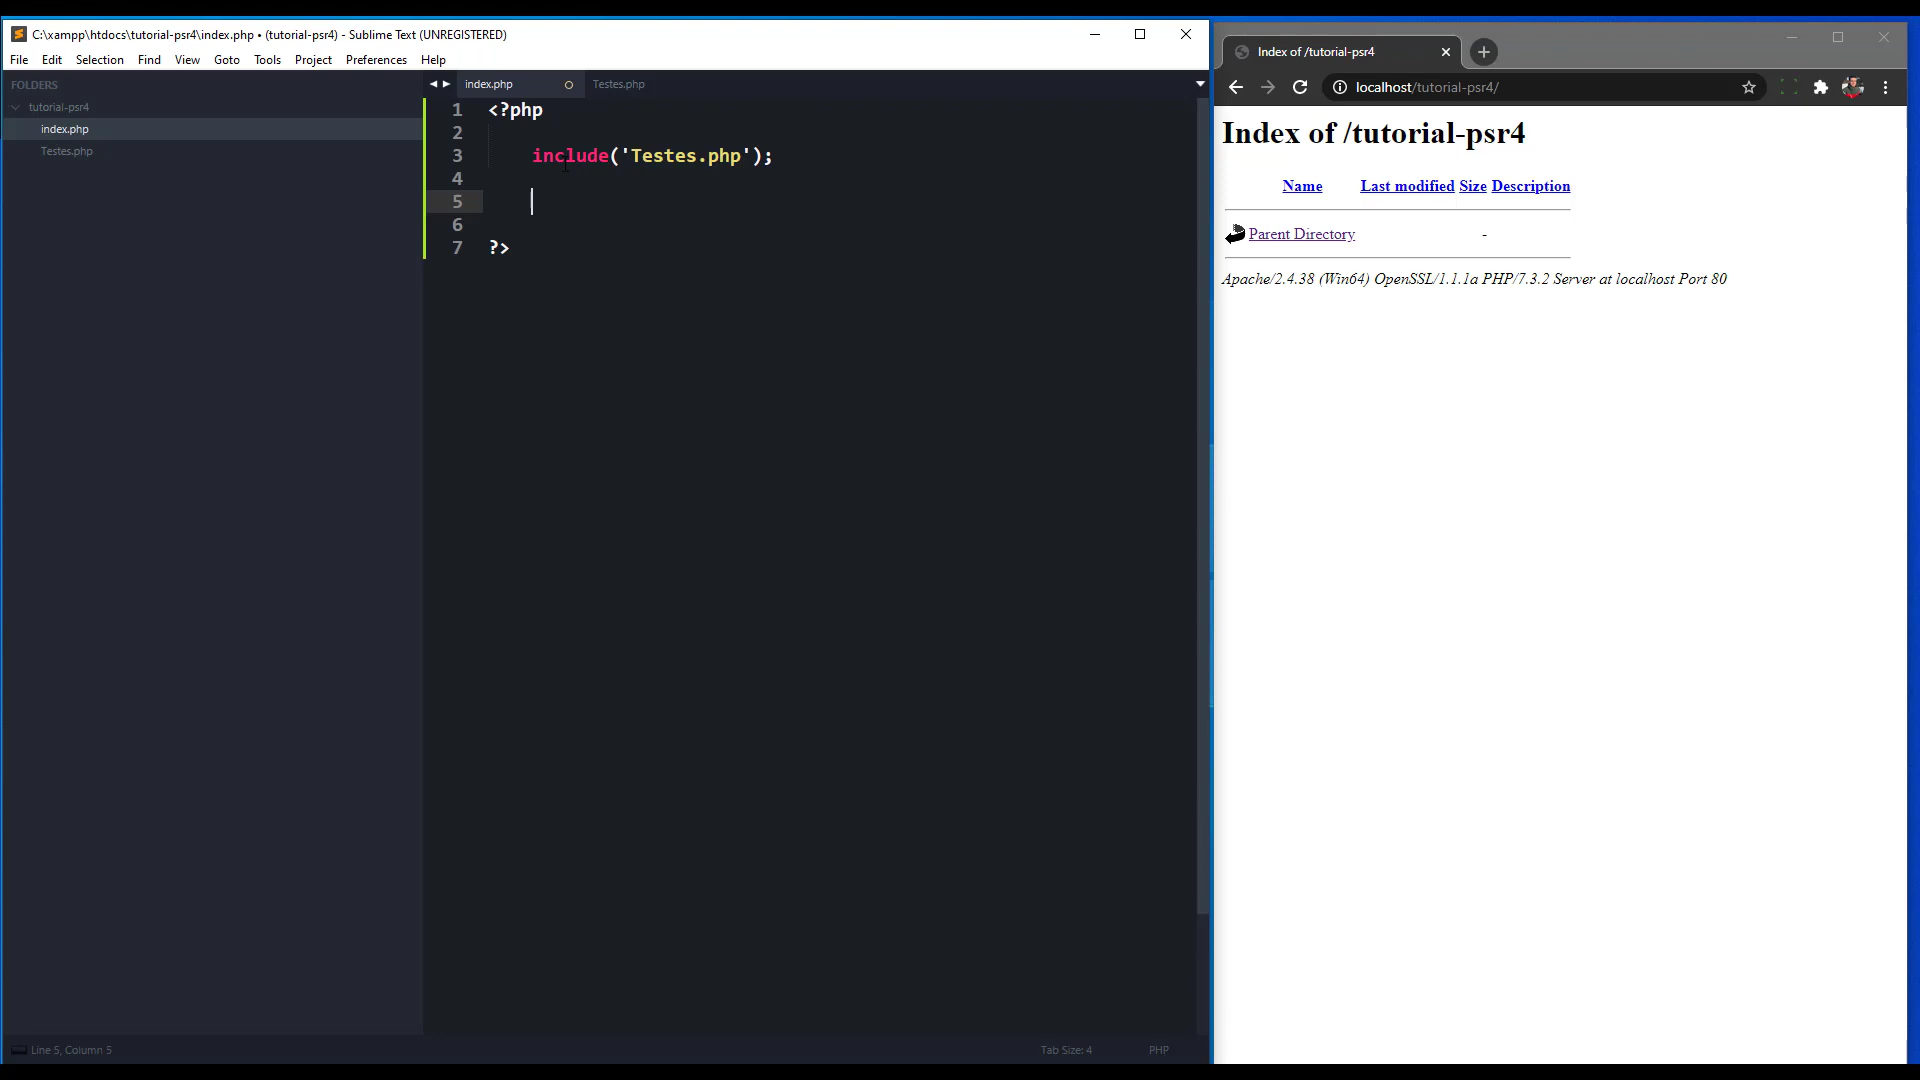 C:\xampp\htdocs\tutorial-psr4\index.php • (tutorial-psr4) - Sublime Text (UNREGISTERED)
File Edit Selection Find View Goto Tools Project Preferences Help
FOLDERS
tutorial-psr4
index.php
Testes.php
index.php Testes.php
1 <?php
2
3 include('Testes.php');
4
5
6
7 ?>
Line 5, Column 5
Tab Size: 4 PHP
Index of /tutorial-psr4
localhost/tutorial-psr4/
Index of /tutorial-psr4
Name Last modified Size Description
Parent Directory -
Apache/2.4.38 (Win64) OpenSSL/1.1.1a PHP/7.3.2 Server at localhost Port 80